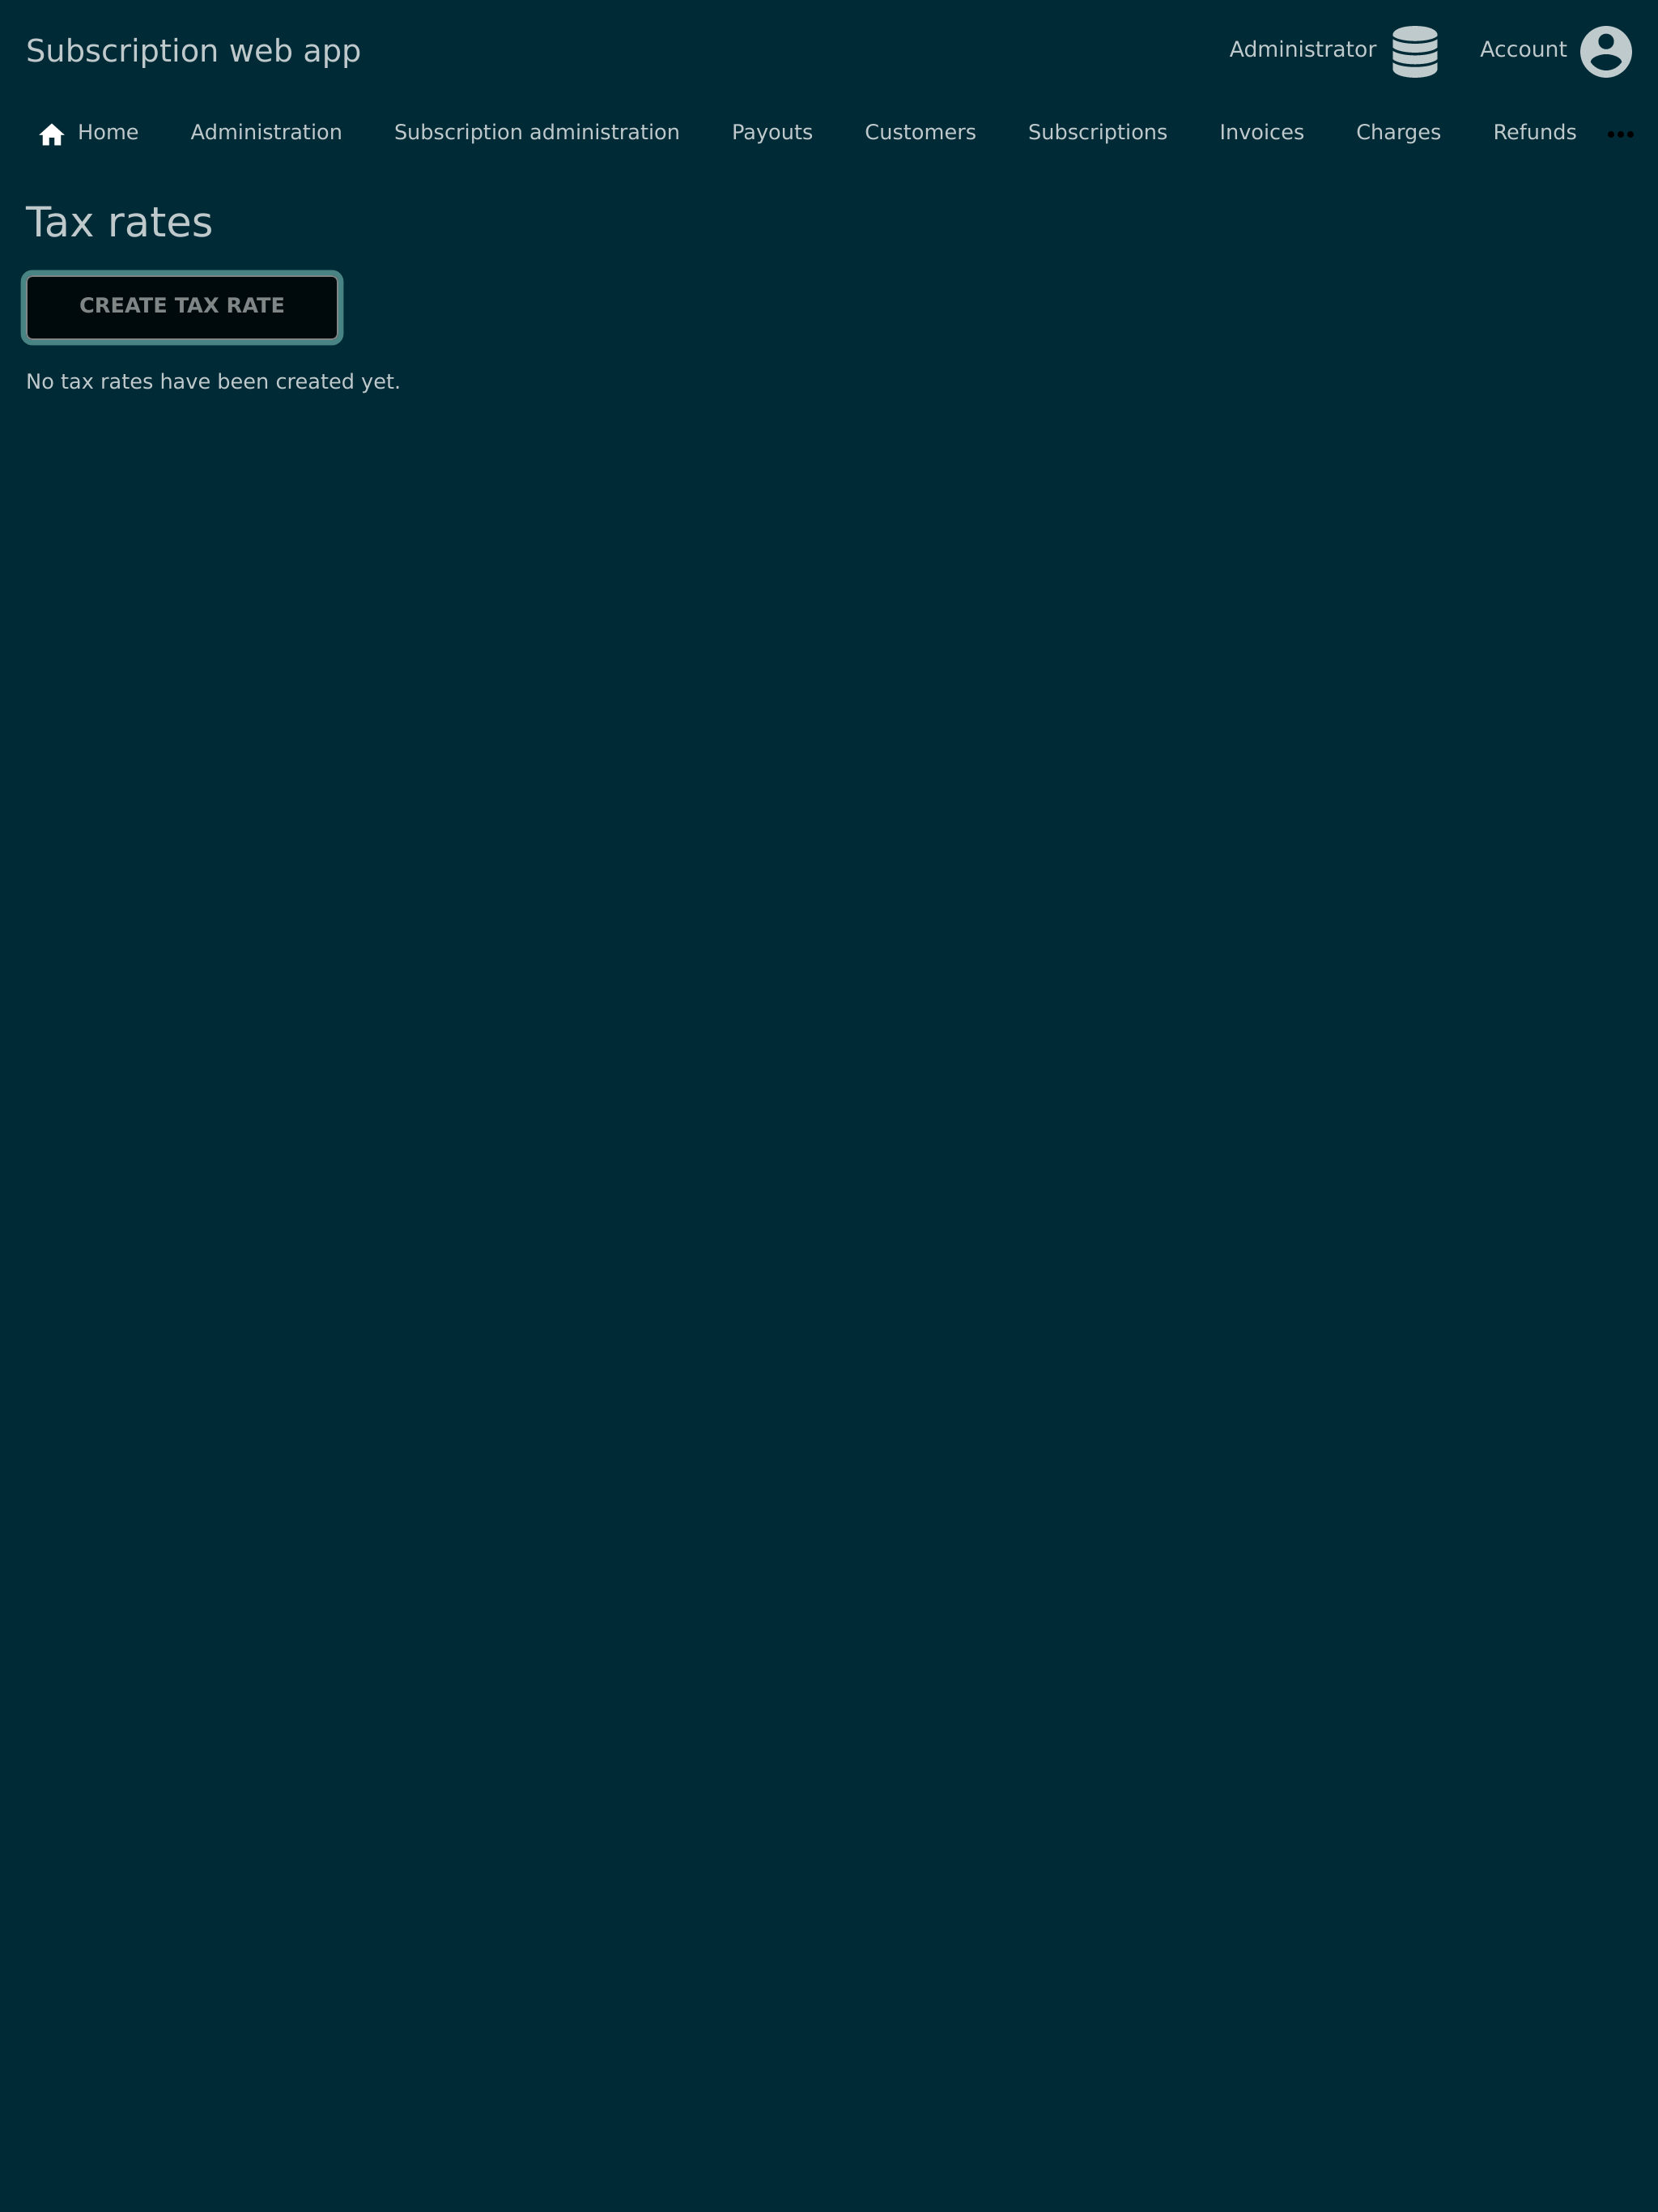 Subscription web app
Administrator Account
Home Administration Subscription administration Payouts Customers Subscriptions Invoices Charges Refunds
Tax rates
CREATE TAX RATE
No tax rates have been created yet.